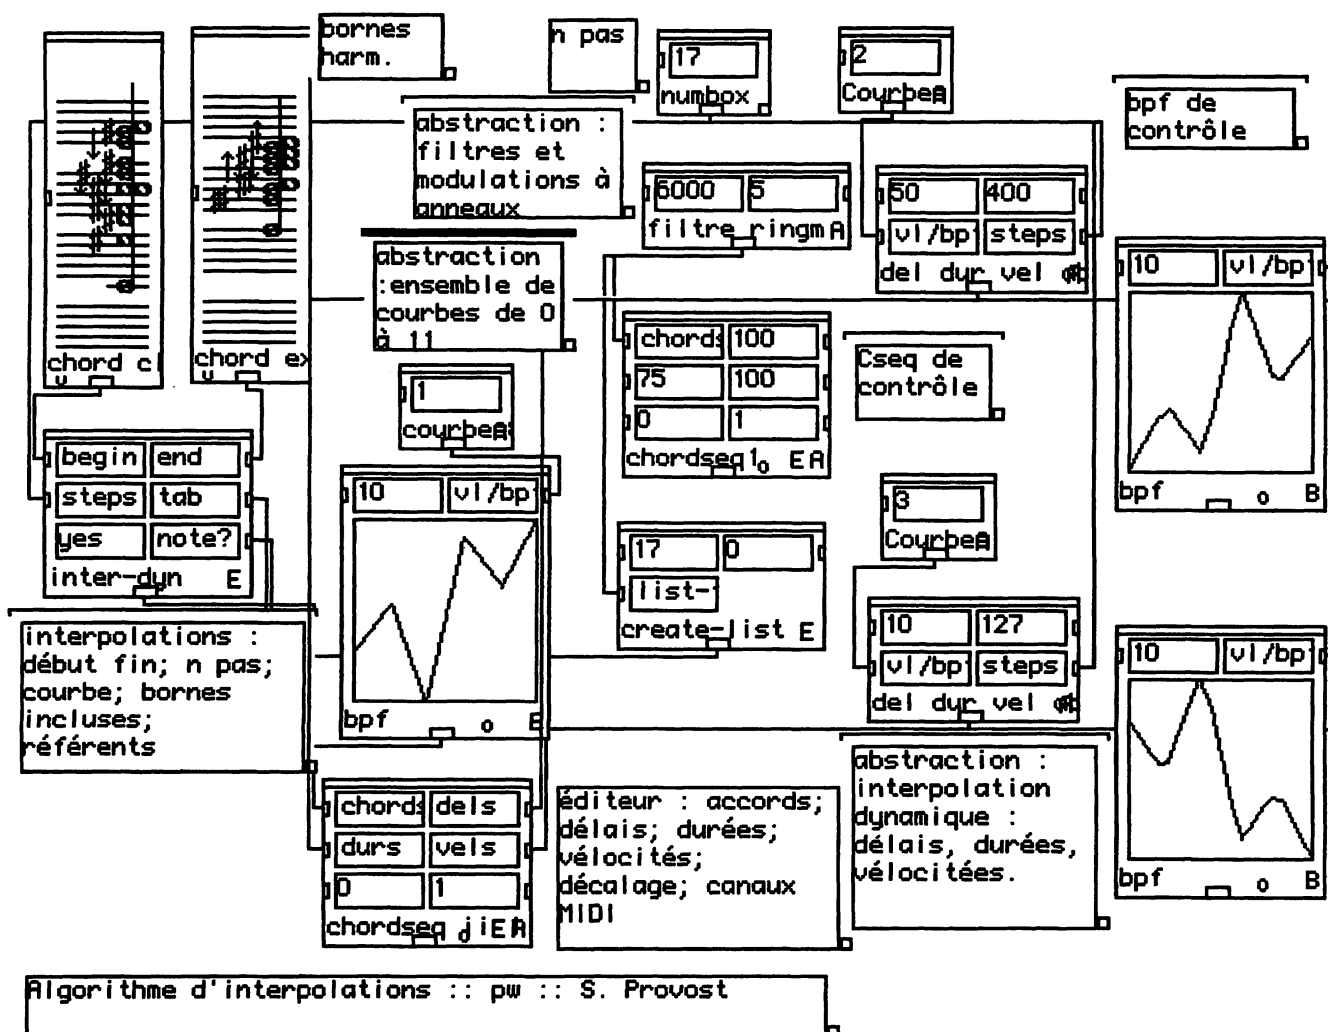 bornes
harm.
n pas
17
numbox
2
bpf de
contrôle
abstraction :
filtres et
modulations à
anneaux
6000 5
filtre ringm A
50 400
vl/bp steps
del dur vel
abstraction
:ensemble de
courbes de 0
à 11
chord
chord
10 vl/bp
bpf o B
chords 100
75 100
0 1
chordseq1o E A
Cseq de
contrôle
1
begin end
steps tab
yes note?
inter-dyn E
10 vl/bp
bpf o
3
17 0
list-
create-list E
10 127
vl/bp steps
del dur vel
interpolations :
début fin; n pas;
courbe; bornes
incluses;
référents
10 vl/bp
bpf o B
chords dels
durs vels
0 1
chordseq
éditeur : accords;
délais; durées;
vélocités;
décalage; canaux
MIDI
abstraction :
interpolation
dynamique :
délais, durées,
vélocitées.
Algorithme d'interpolations :: pw :: S. Provost